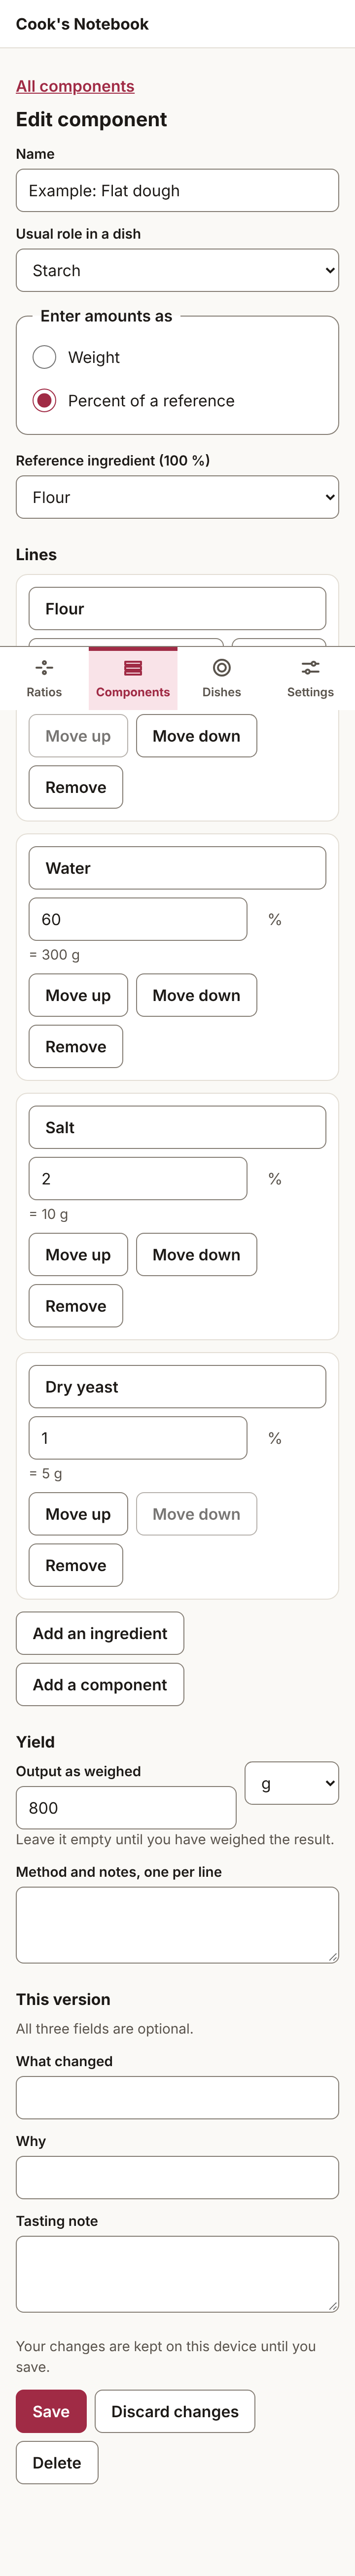 Cook's Notebook
All components
Edit component
Name
Example: Flat dough
Usual role in a dish
Starch
Enter amounts as
Weight
Percent of a reference
Reference ingredient (100 %)
Flour
Lines
Flour
Ratios
Components
Dishes
Settings
Move up
Move down
Remove
Water
60
%
= 300 g
Move up
Move down
Remove
Salt
2
%
= 10 g
Move up
Move down
Remove
Dry yeast
1
%
= 5 g
Move up
Move down
Remove
Add an ingredient
Add a component
Yield
Output as weighed
g
800
Leave it empty until you have weighed the result.
Method and notes, one per line
This version
All three fields are optional.
What changed
Why
Tasting note
Your changes are kept on this device until you
save.
Save
Discard changes
Delete